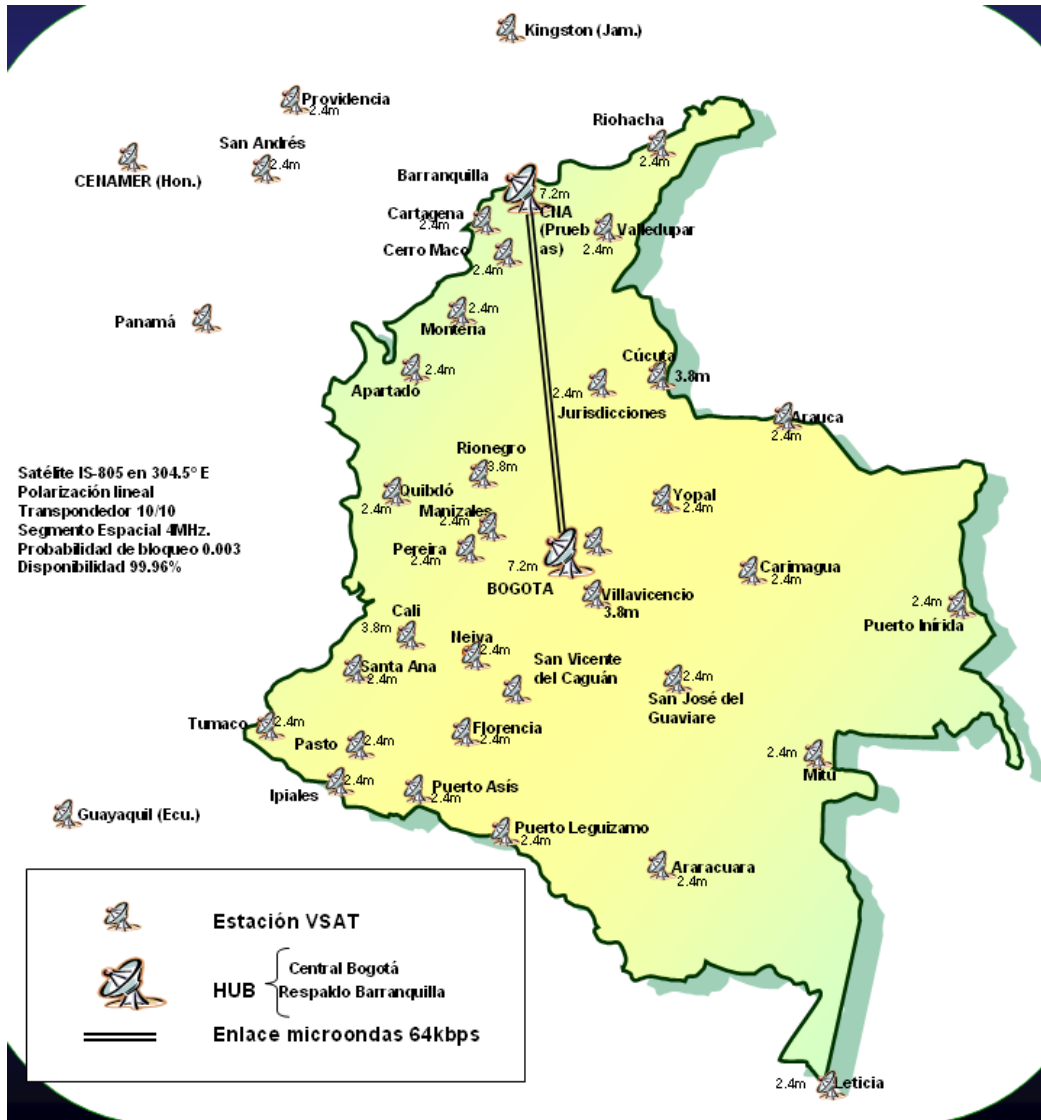 Kingston (Jam.)
Providencia
2.4m
Riohacha
2.4m
San Andrés
2.4m
CENAMER (Hon.)
Barranquilla
7.2m
CNA
(Prueb
as)
Cartagena
2.4m
Valledupar
2.4m
Cerro Maco
2.4m
Panamá
2.4m
Montería
Cúcuta
3.8m
2.4m
Apartado
2.4m
Jurisdicciones
Arauca
2.4m
Rionegro
3.8m
Satélite IS-805 en 304.5° E
Polarización lineal
Transpondedor 10/10
Segmento Espacial 4MHz.
Probabilidad de bloqueo 0.003
Disponibilidad 99.96%
Quibdó
2.4m
Yopal
2.4m
Manizales
2.4m
Pereira
2.4m
7.2m
BOGOTA
Carimagua
2.4m
Villavicencio
3.8m
2.4m
Puerto Inírida
Cali
3.8m
Neiva
2.4m
San Vicente
del Caguán
Santa Ana
2.4m
2.4m
San José del
Guaviare
Tumaco
2.4m
Florencia
2.4m
Pasto
2.4m
2.4m
Mitú
Ipiales
2.4m
Puerto Asís
2.4m
Guayaquil (Ecu.)
Puerto Leguizamo
2.4m
Araracuara
2.4m
Estación VSAT
HUB
Central Bogotá
Respaldo Barranquilla
Enlace microondas 64kbps
2.4m
Leticia